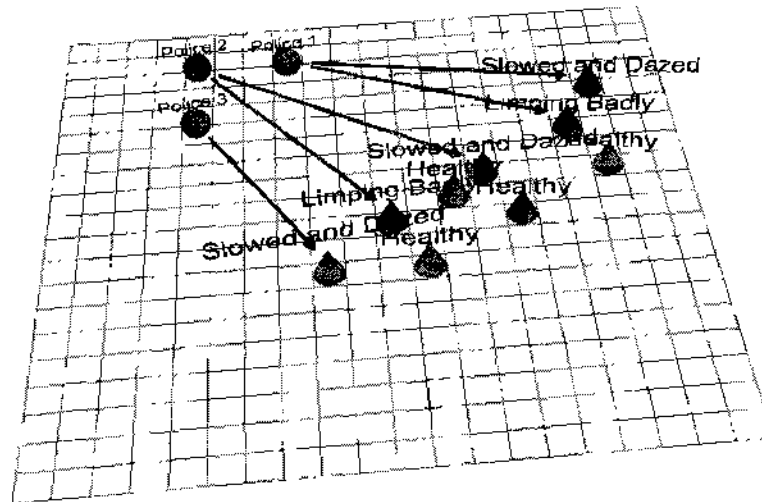 Police 2
Police 1
Slowed and Dazed
Police 3
Limping Badly
Slowed and Dazed
Healthy
Healthy
Limping Badly
Healthy
Slowed and Dazed
Healthy